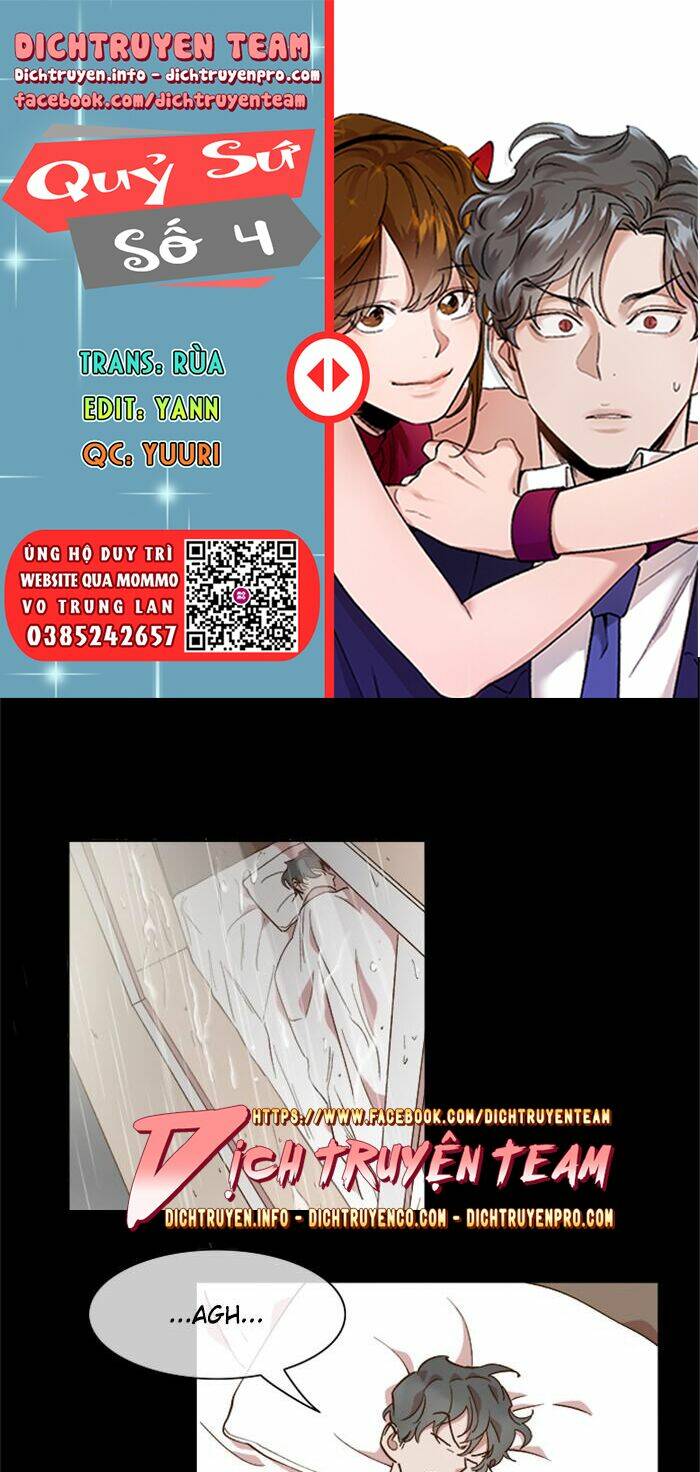 DICHTRUYEN TEAM
Dichtruyen.info - dichtruyenpro.com
facebook.com/dichtruyenteam
Quỷ Sứ
Số 4
TRANS: RÙA
EDIT: YANN
QC: YUURI
ỦNG HỘ DUY TRÌ
WEBSITE QUA MOMMO
VO TRUNG LAN
0385242657
HTTPS://WWW.FACEBOOK.COM/DICHTRUYENTEAM
DỊCH TRUYỆN TEAM
DICHTRUYEN.INFO - DICHTRUYENCO.COM - DICHTRUYENPRO.COM
...AGH...